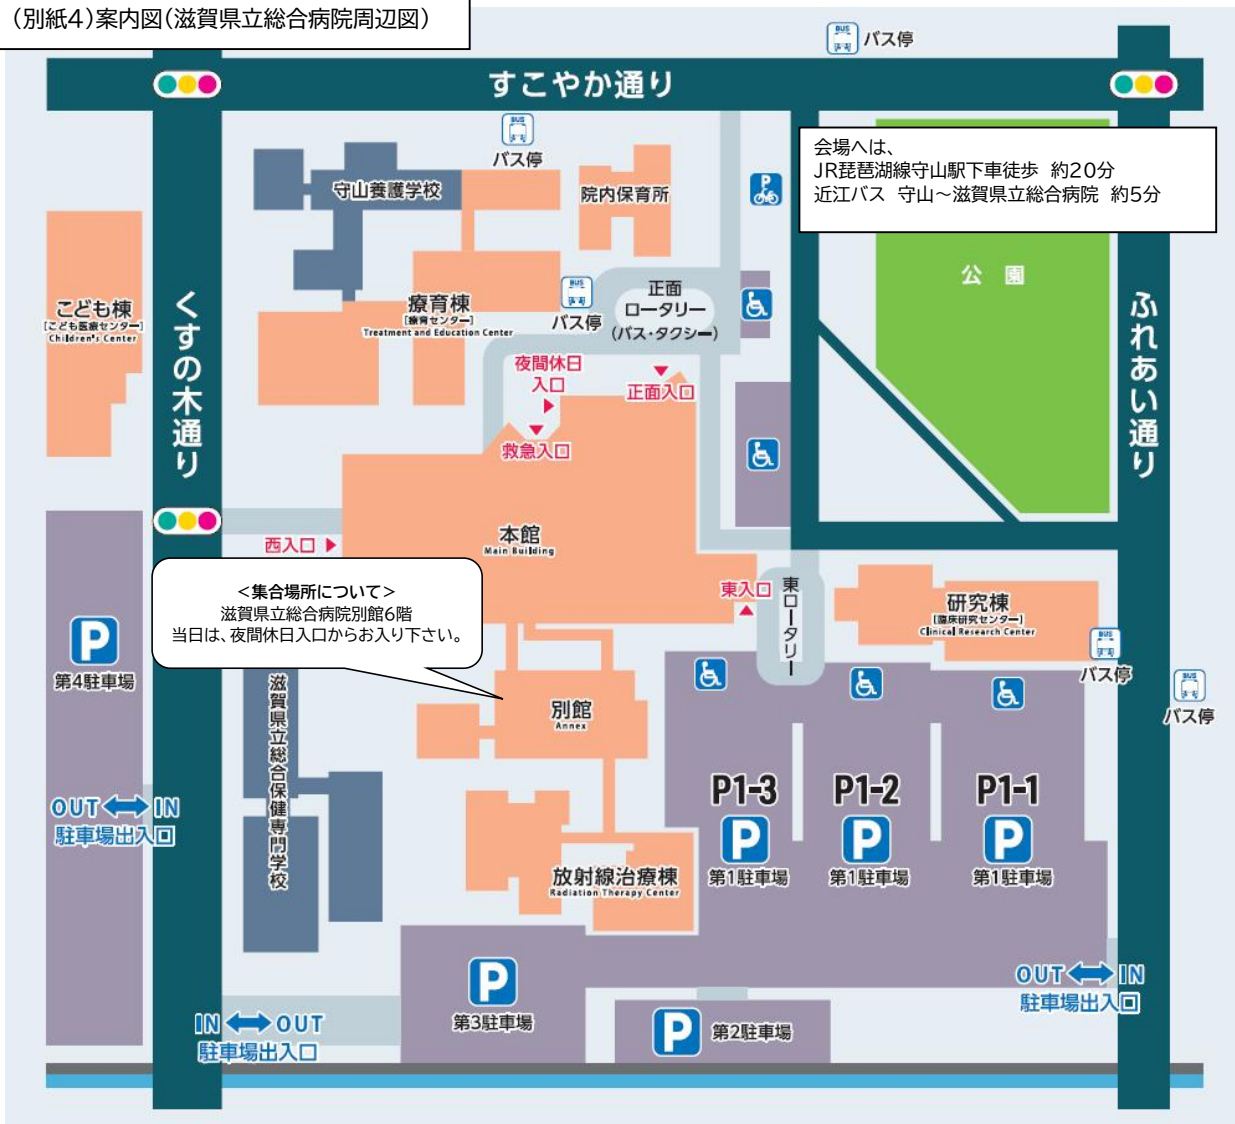 (別紙4)案内図(滋賀県立総合病院周辺図)
BUS
バス停
すこやか通り
会場へは、
JR琵琶湖線守山駅下車徒歩 約20分
近江バス 守山～滋賀県立総合病院 約5分
BUS
バス停
守山養護学校
院内保育所
P
公園
こども棟
[こども医療センター]
Children's Center
くすの木通り
療育棟
[療育センター]
Treatment and Education Center
BUS
バス停
正面
ロータリー
(バス・タクシー)
ふれあい通り
夜間休日
入口
正面入口
救急入口
本館
Main Building
西入口
<集合場所について>
滋賀県立総合病院別館6階
当日は、夜間休日入口からお入り下さい。
東入口
東ロータリー
研究棟
[臨床研究センター]
Clinical Research Center
BUS
バス停
BUS
バス停
P
第4駐車場
滋賀県立総合保健専門学校
別館
Annex
P1-3
P
第1駐車場
P1-2
P
第1駐車場
P1-1
P
第1駐車場
OUT IN
駐車場出入口
放射線治療棟
Radiation Therapy Center
OUT IN
駐車場出入口
P
第3駐車場
P
第2駐車場
IN OUT
駐車場出入口